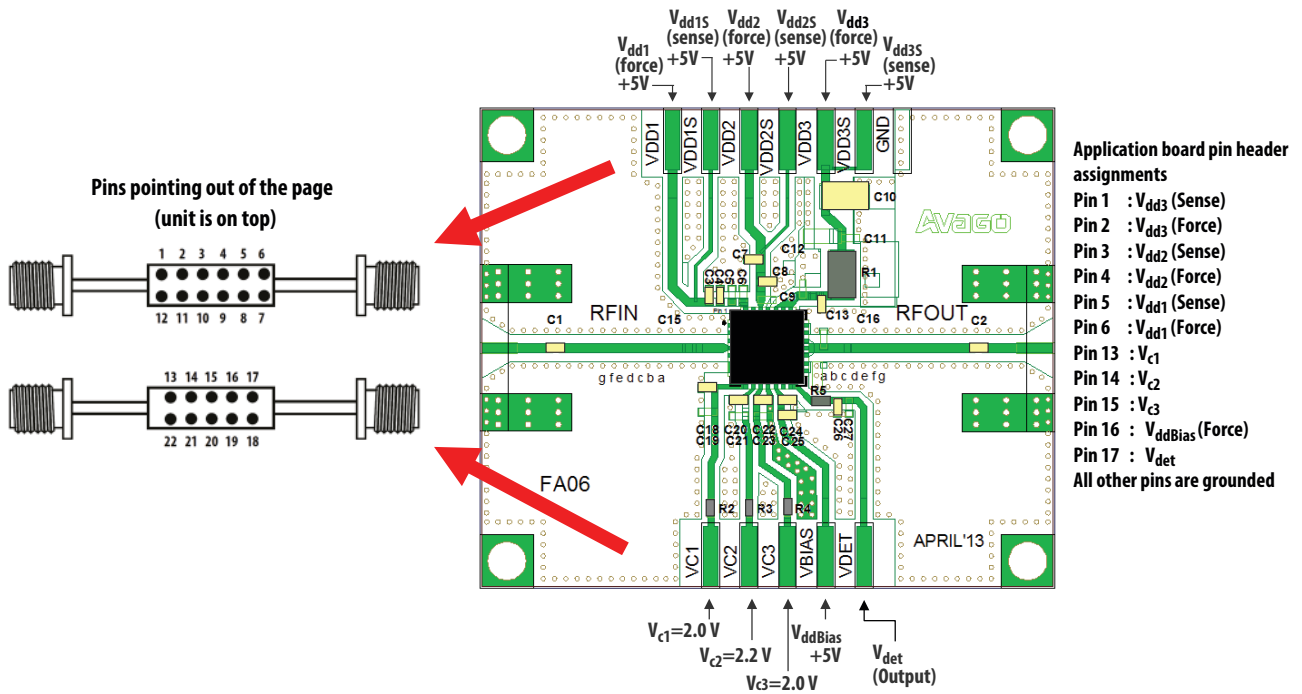 Vdd1
(force)
+5V
Vdd1S
(sense)
+5V
Vdd2
(force)
+5V
Vdd2S
(sense)
+5V
Vdd3
(force)
+5V
Vdd3S
(sense)
+5V
Pins pointing out of the page
(unit is on top)
1 2 3 4 5 6
12 11 10 9 8 7
13 14 15 16 17
22 21 20 19 18
VDD1
VDD1S
VDD2
VDD2S
VDD3
VDD3S
GND
C10
AVAGO
C11
C12
C7
C8
C9
R1
C3
C4
C5
C6
Pin 1
RFIN
C15
C1
C13
C16
RFOUT
C2
g f e d c b a
a b c d e f g
R5
C18
C19
C20
C21
C22
C23
C24
C25
C26
C27
FA06
R2
R3
R4
VC1
VC2
VC3
VBIAS
VDET
APRIL'13
Vc1=2.0 V
Vc2=2.2 V
Vc3=2.0 V
VddBias
+5V
Vdet
(Output)
Application board pin header
assignments
Pin 1 : Vdd3 (Sense)
Pin 2 : Vdd3 (Force)
Pin 3 : Vdd2 (Sense)
Pin 4 : Vdd2 (Force)
Pin 5 : Vdd1 (Sense)
Pin 6 : Vdd1 (Force)
Pin 13 : Vc1
Pin 14 : Vc2
Pin 15 : Vc3
Pin 16 : VddBias (Force)
Pin 17 : Vdet
All other pins are grounded